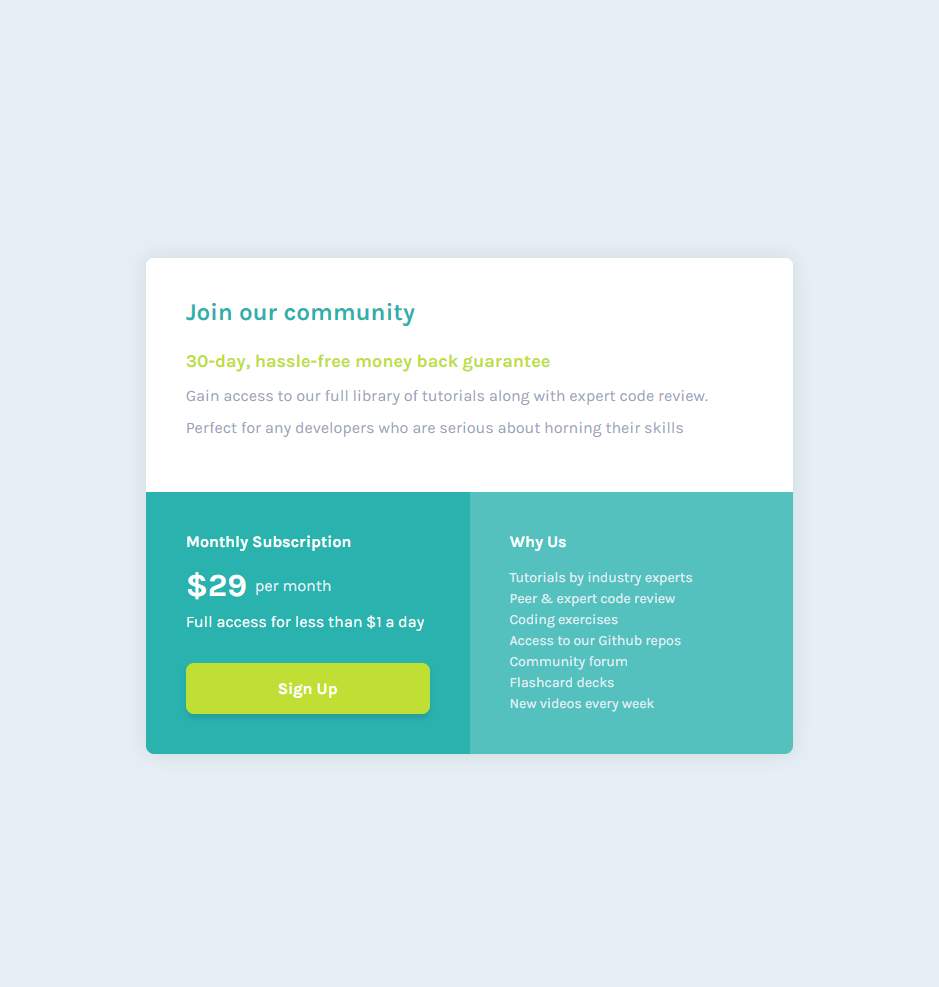 Join our community
30-day, hassle-free money back guarantee
Gain access to our full library of tutorials along with expert code review.
Perfect for any developers who are serious about horning their skills
Monthly Subscription
$29 per month
Full access for less than $1 a day
Sign Up
Why Us
Tutorials by industry experts
Peer & expert code review
Coding exercises
Access to our Github repos
Community forum
Flashcard decks
New videos every week